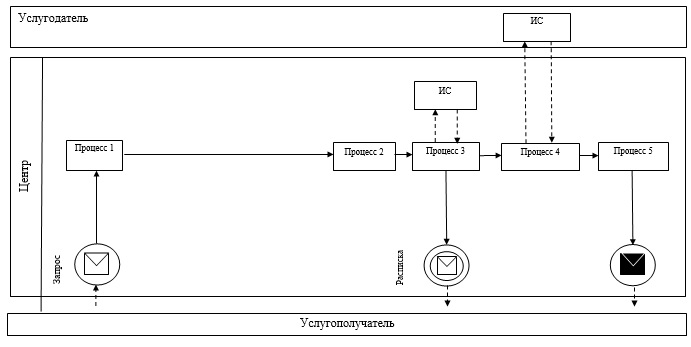 Услугодатель
ИС
Центр
ИС
Процесс 1
Процесс 2
Процесс 3
Процесс 4
Процесс 5
Запрос
Расписка
Услугополучатель